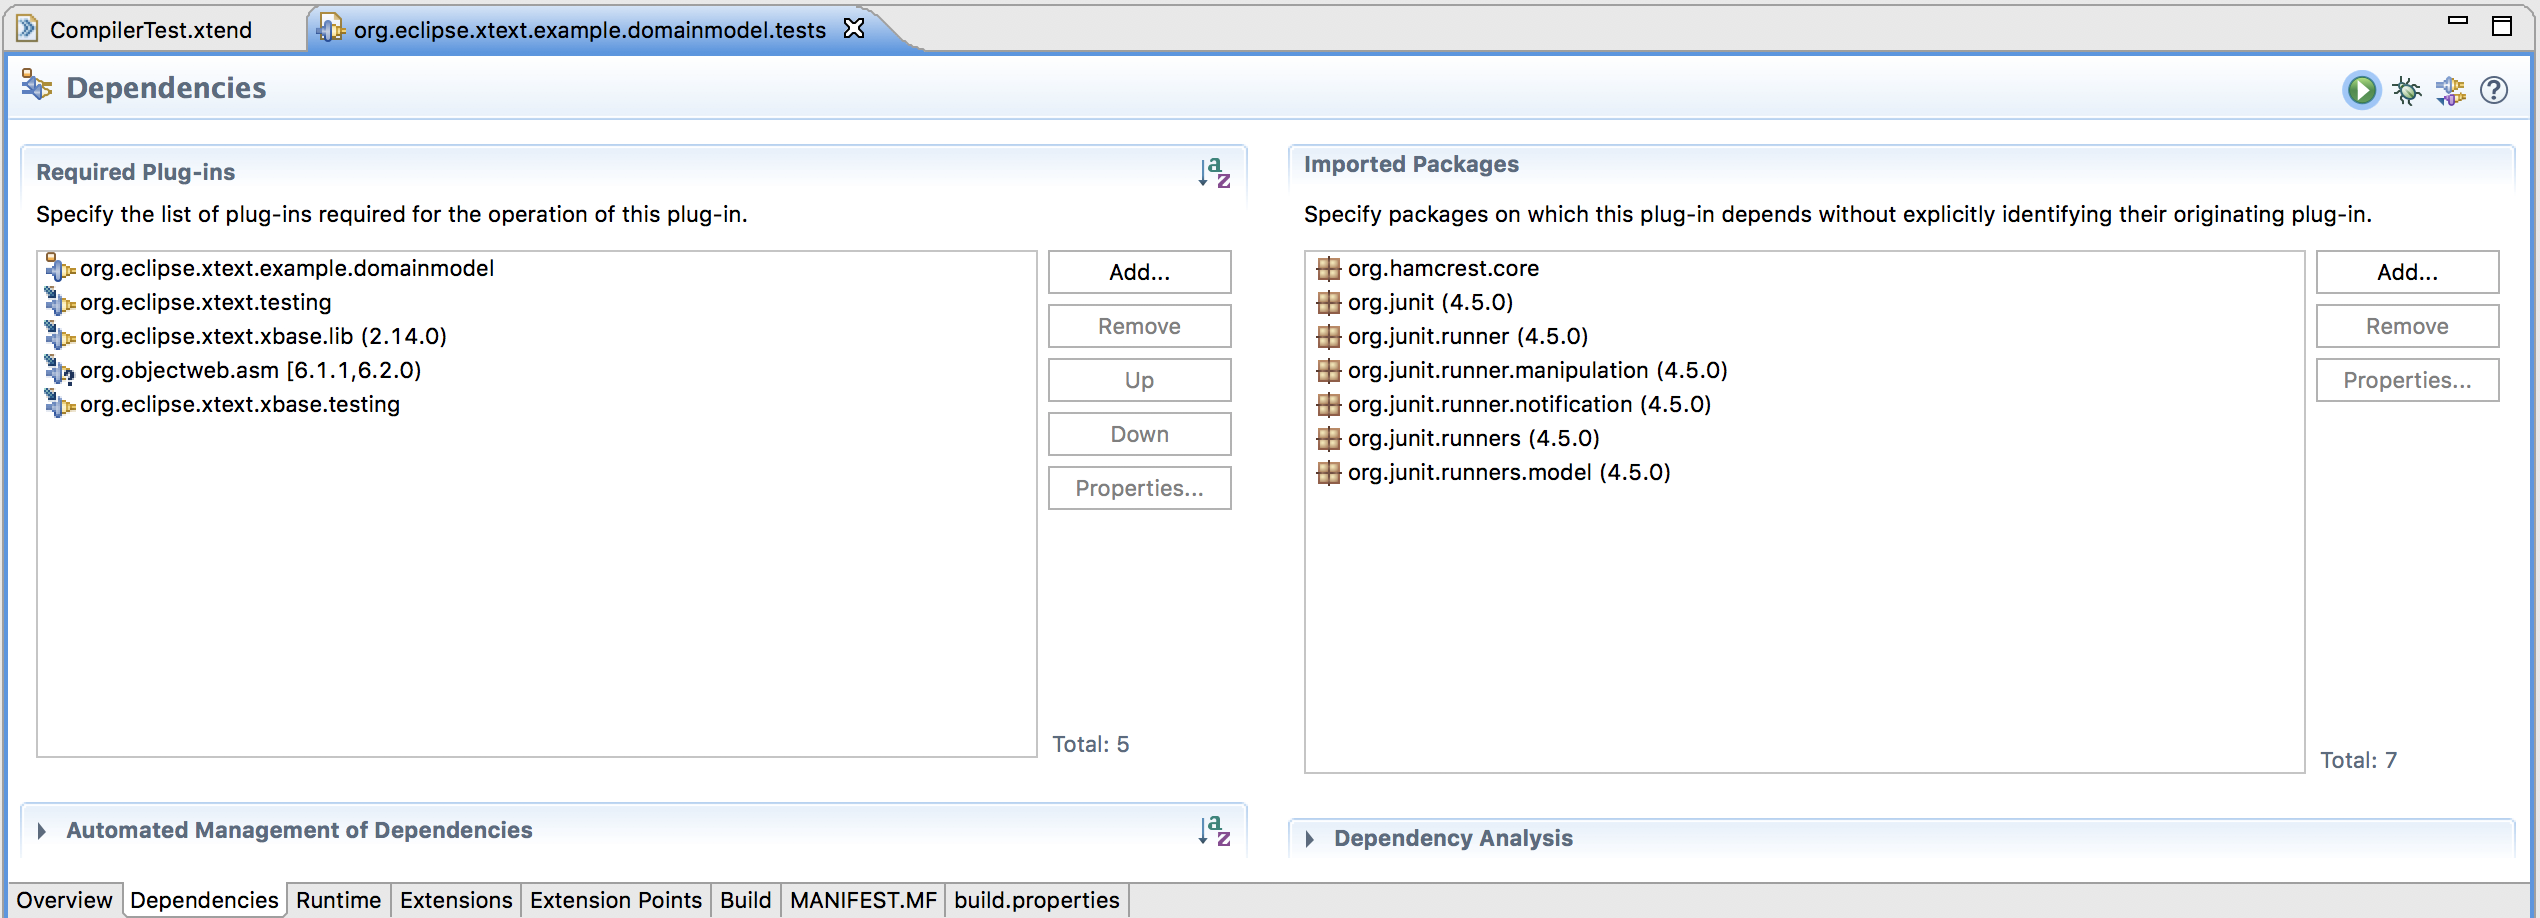 CompilerTest.xtend
org.eclipse.xtext.example.domainmodel.tests
Dependencies
Required Plug-ins
Specify the list of plug-ins required for the operation of this plug-in.
org.eclipse.xtext.example.domainmodel
org.eclipse.xtext.testing
org.eclipse.xtext.xbase.lib (2.14.0)
org.objectweb.asm [6.1.1,6.2.0)
org.eclipse.xtext.xbase.testing
Add...
Remove
Up
Down
Properties...
Total: 5
Imported Packages
Specify packages on which this plug-in depends without explicitly identifying their originating plug-in.
org.hamcrest.core
org.junit (4.5.0)
org.junit.runner (4.5.0)
org.junit.runner.manipulation (4.5.0)
org.junit.runner.notification (4.5.0)
org.junit.runners (4.5.0)
org.junit.runners.model (4.5.0)
Add...
Remove
Properties...
Total: 7
Automated Management of Dependencies
Dependency Analysis
Overview Dependencies Runtime Extensions Extension Points Build MANIFEST.MF build.properties